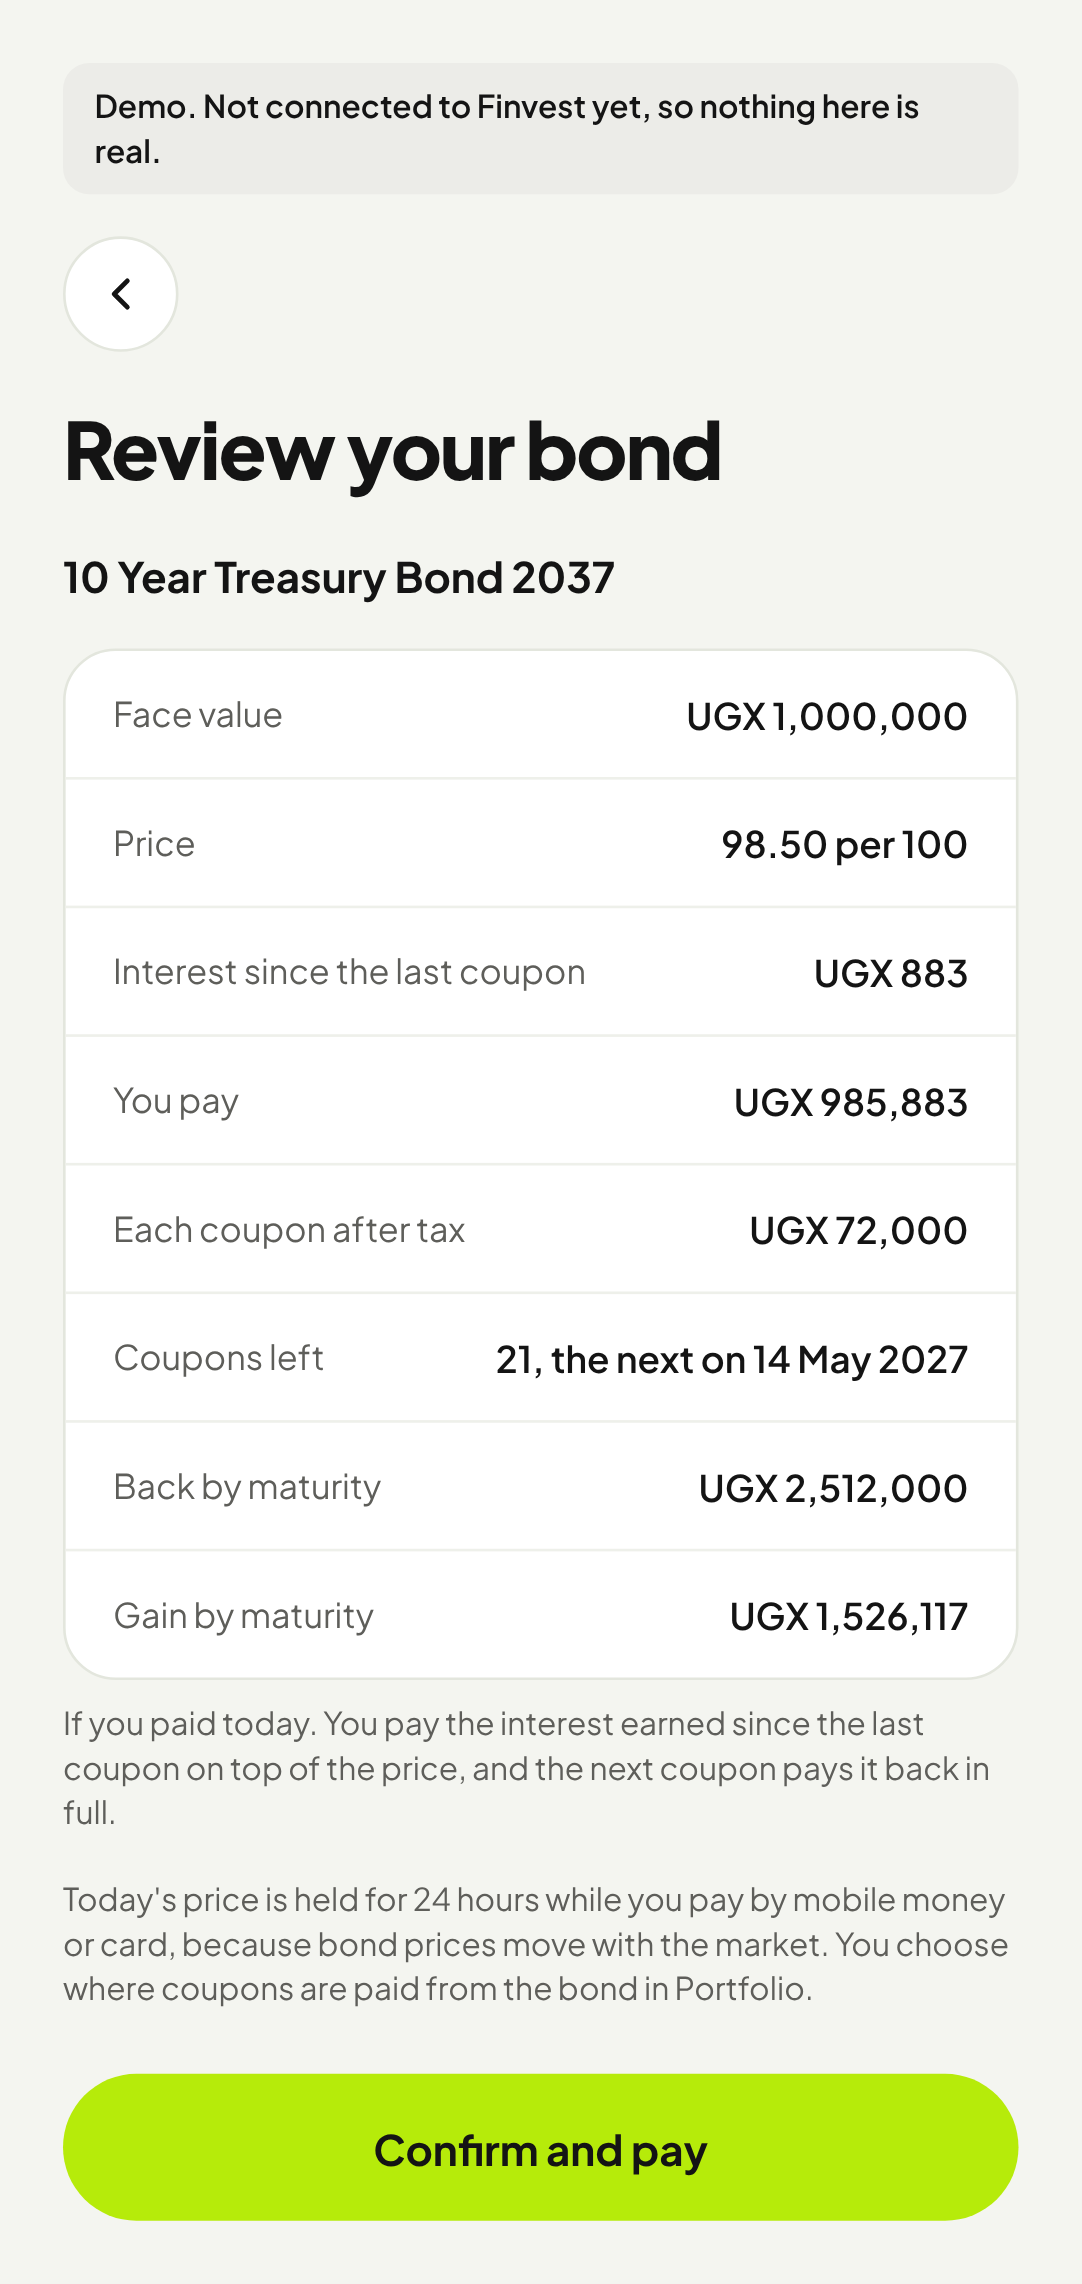 Demo. Not connected to Finvest yet, so nothing here is
real.
Review your bond
10 Year Treasury Bond 2037
Face value UGX 1,000,000
Price 98.50 per 100
Interest since the last coupon UGX 883
You pay UGX 985,883
Each coupon after tax UGX 72,000
Coupons left 21, the next on 14 May 2027
Back by maturity UGX 2,512,000
Gain by maturity UGX 1,526,117
If you paid today. You pay the interest earned since the last
coupon on top of the price, and the next coupon pays it back in
full.
Today's price is held for 24 hours while you pay by mobile money
or card, because bond prices move with the market. You choose
where coupons are paid from the bond in Portfolio.
Confirm and pay